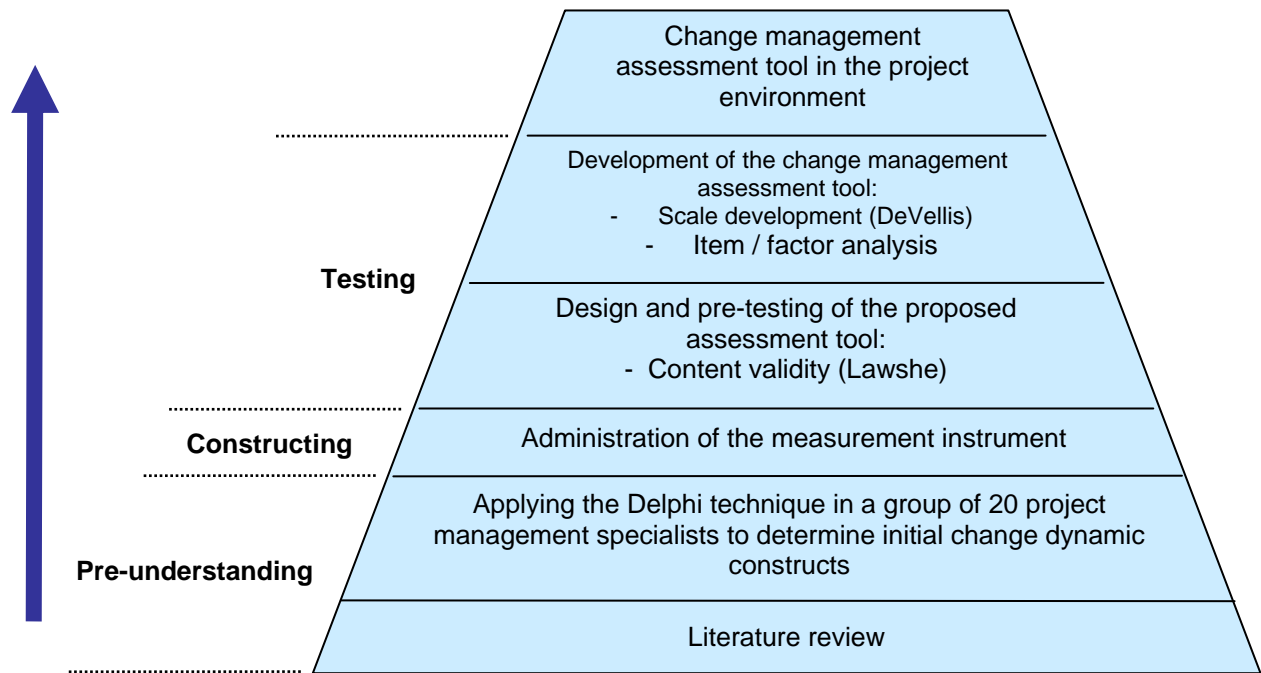 Change management
assessment tool in the project
environment
Development of the change management
assessment tool:
- Scale development (DeVellis)
- Item / factor analysis
Testing
Design and pre-testing of the proposed
assessment tool:
- Content validity (Lawshe)
Constructing
Administration of the measurement instrument
Applying the Delphi technique in a group of 20 project
management specialists to determine initial change dynamic
constructs
Pre-understanding
Literature review